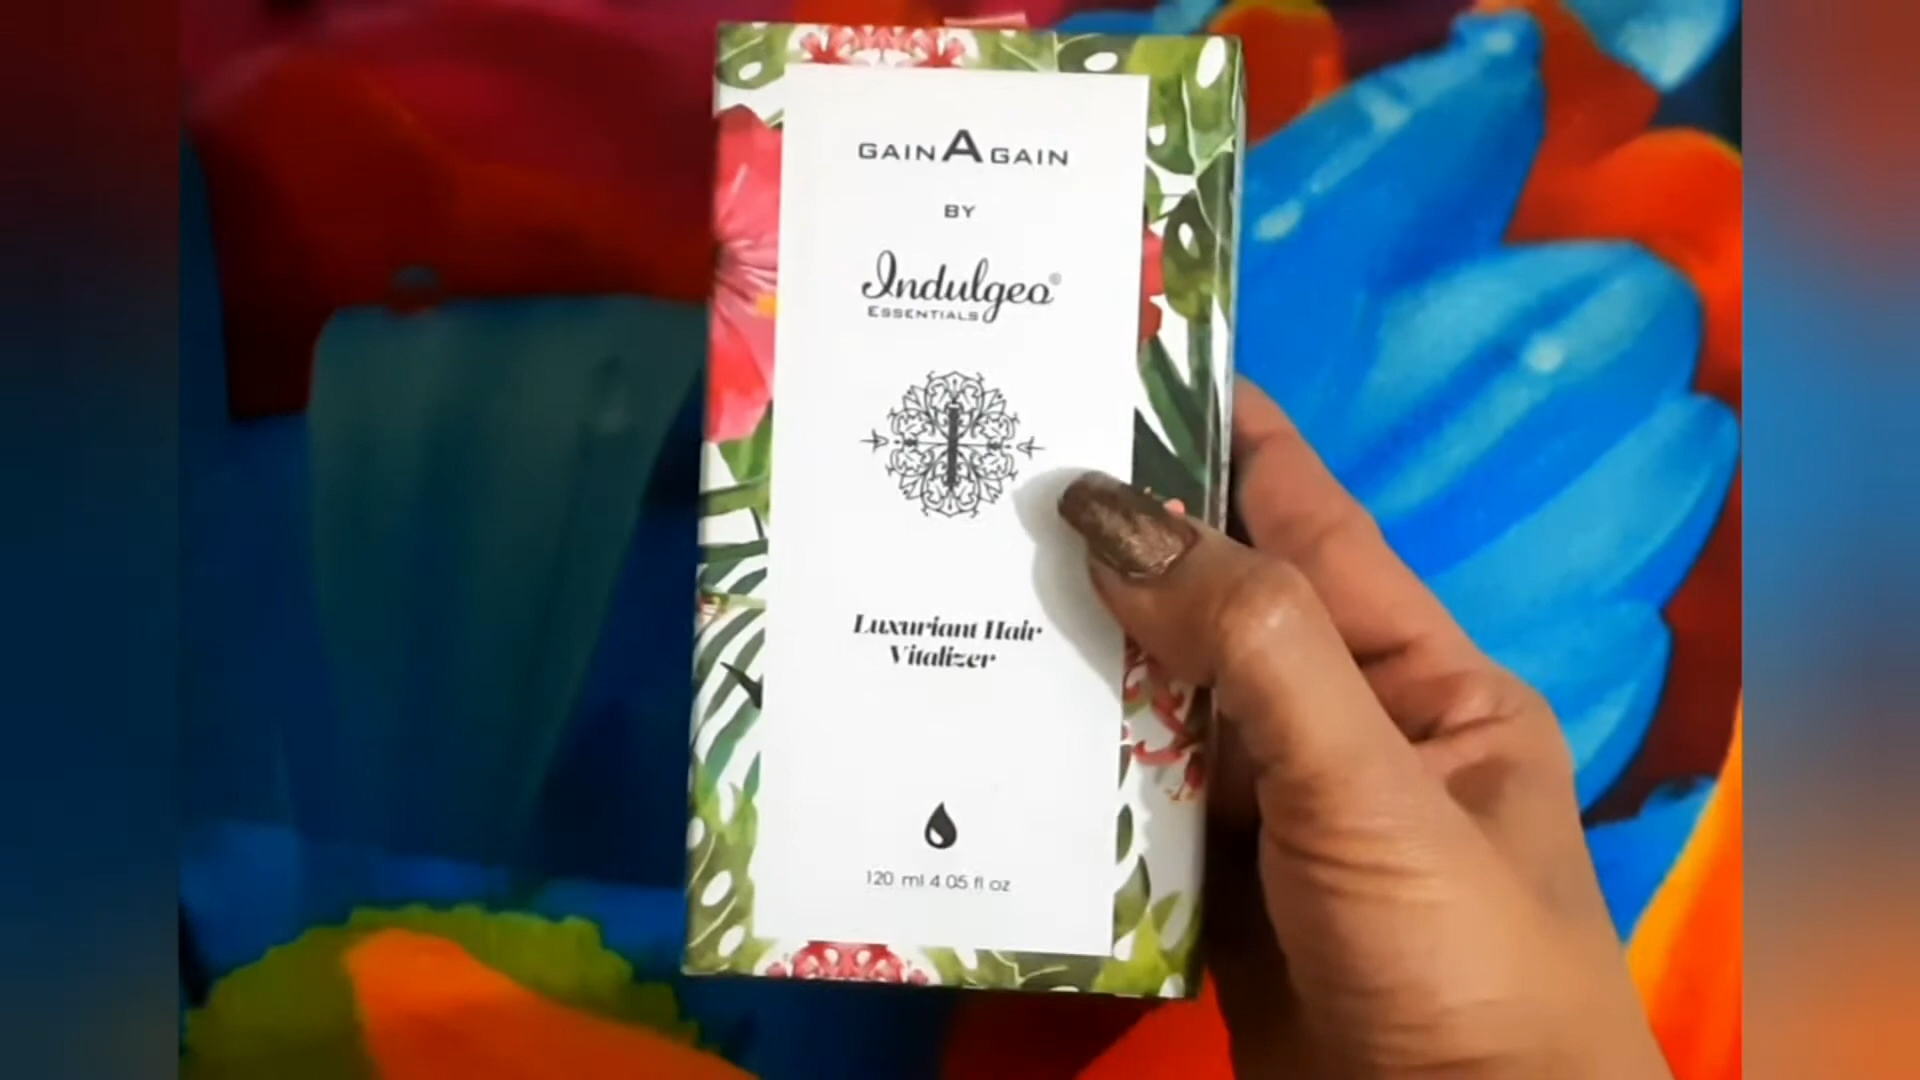 GAINAGAIN
BY
Indulgeo®
ESSENTIALS
Luxuriant Hair
Vitalizer
120 ml 4.05 fl oz